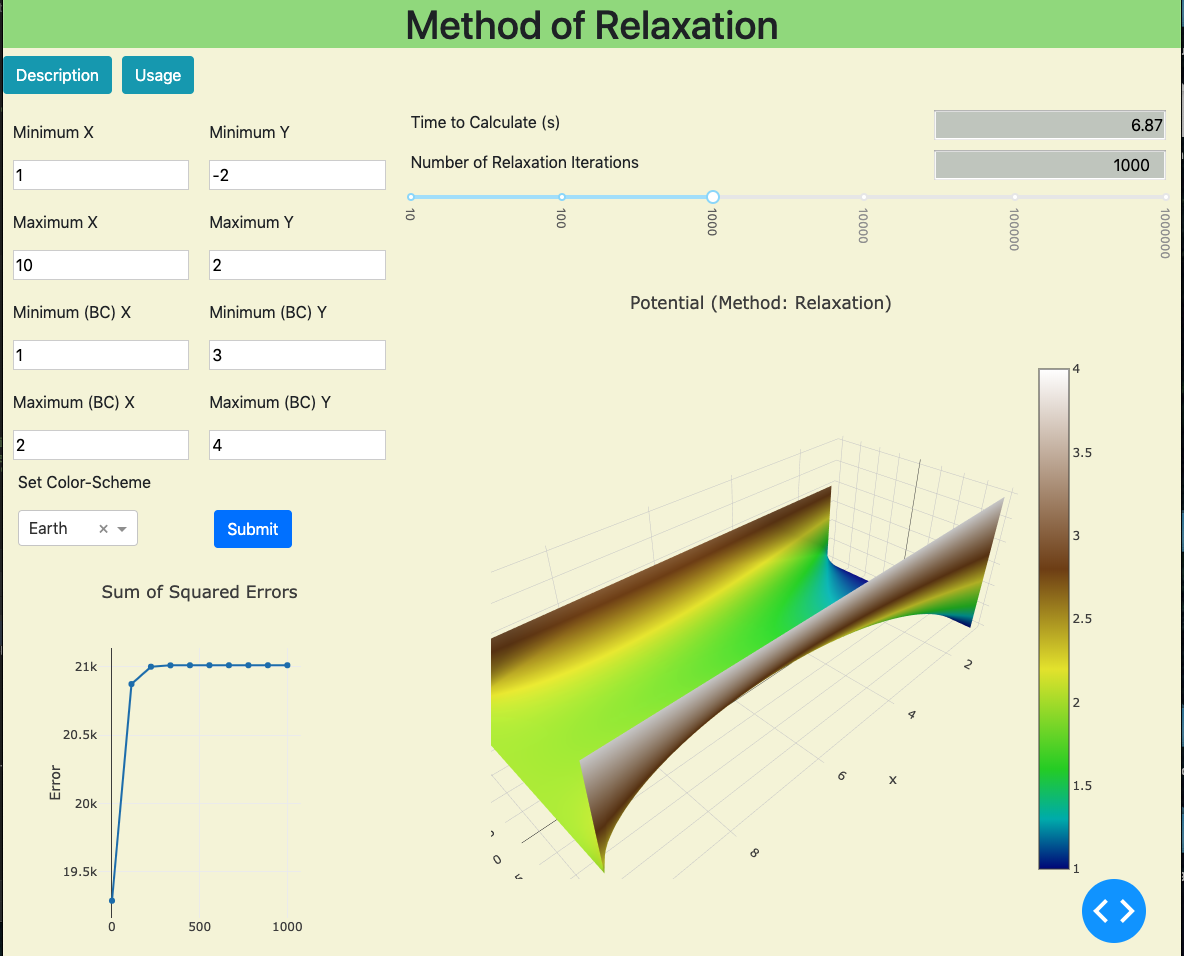 Method of Relaxation
Description
Usage
Minimum X
Minimum Y
1
-2
Maximum X
Maximum Y
10
2
Minimum (BC) X
Minimum (BC) Y
1
3
Maximum (BC) X
Maximum (BC) Y
2
4
Set Color-Scheme
Earth
Submit
Time to Calculate (s)
6.87
Number of Relaxation Iterations
1000
10
100
1000
10000
100000
1000000
Sum of Squared Errors
21k
20.5k
20k
19.5k
Error
0
500
1000
Potential (Method: Relaxation)
2
4
6
x
8
0
4
3.5
3
2.5
2
1.5
1